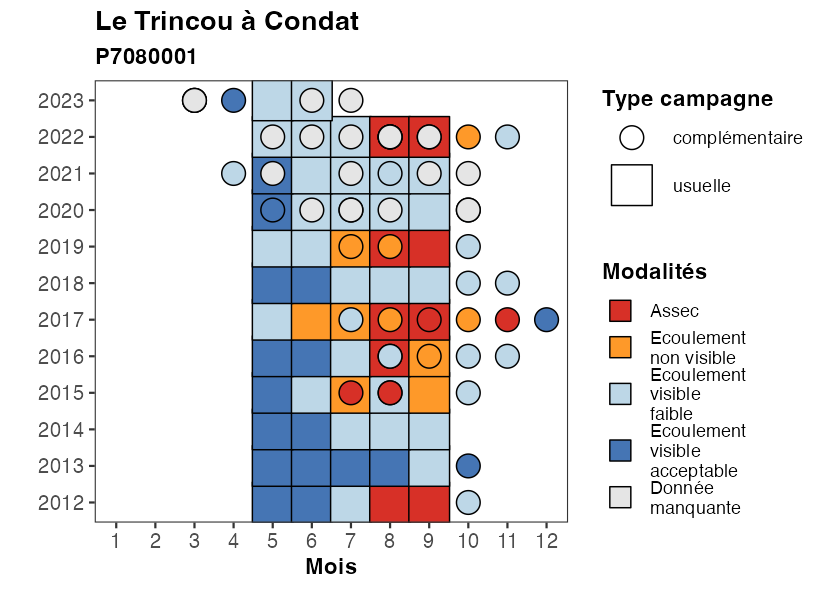 Le Trincou à Condat
P7080001
2023
2022
2021
2020
2019
2018
2017
2016
2015
2014
2013
2012
1 2 3 4 5 6 7 8 9 10 11 12
Mois
Type campagne
complémentaire
usuelle
Modalités
Assec
Ecoulement
non visible
Ecoulement
visible
faible
Ecoulement
visible
acceptable
Donnée
manquante